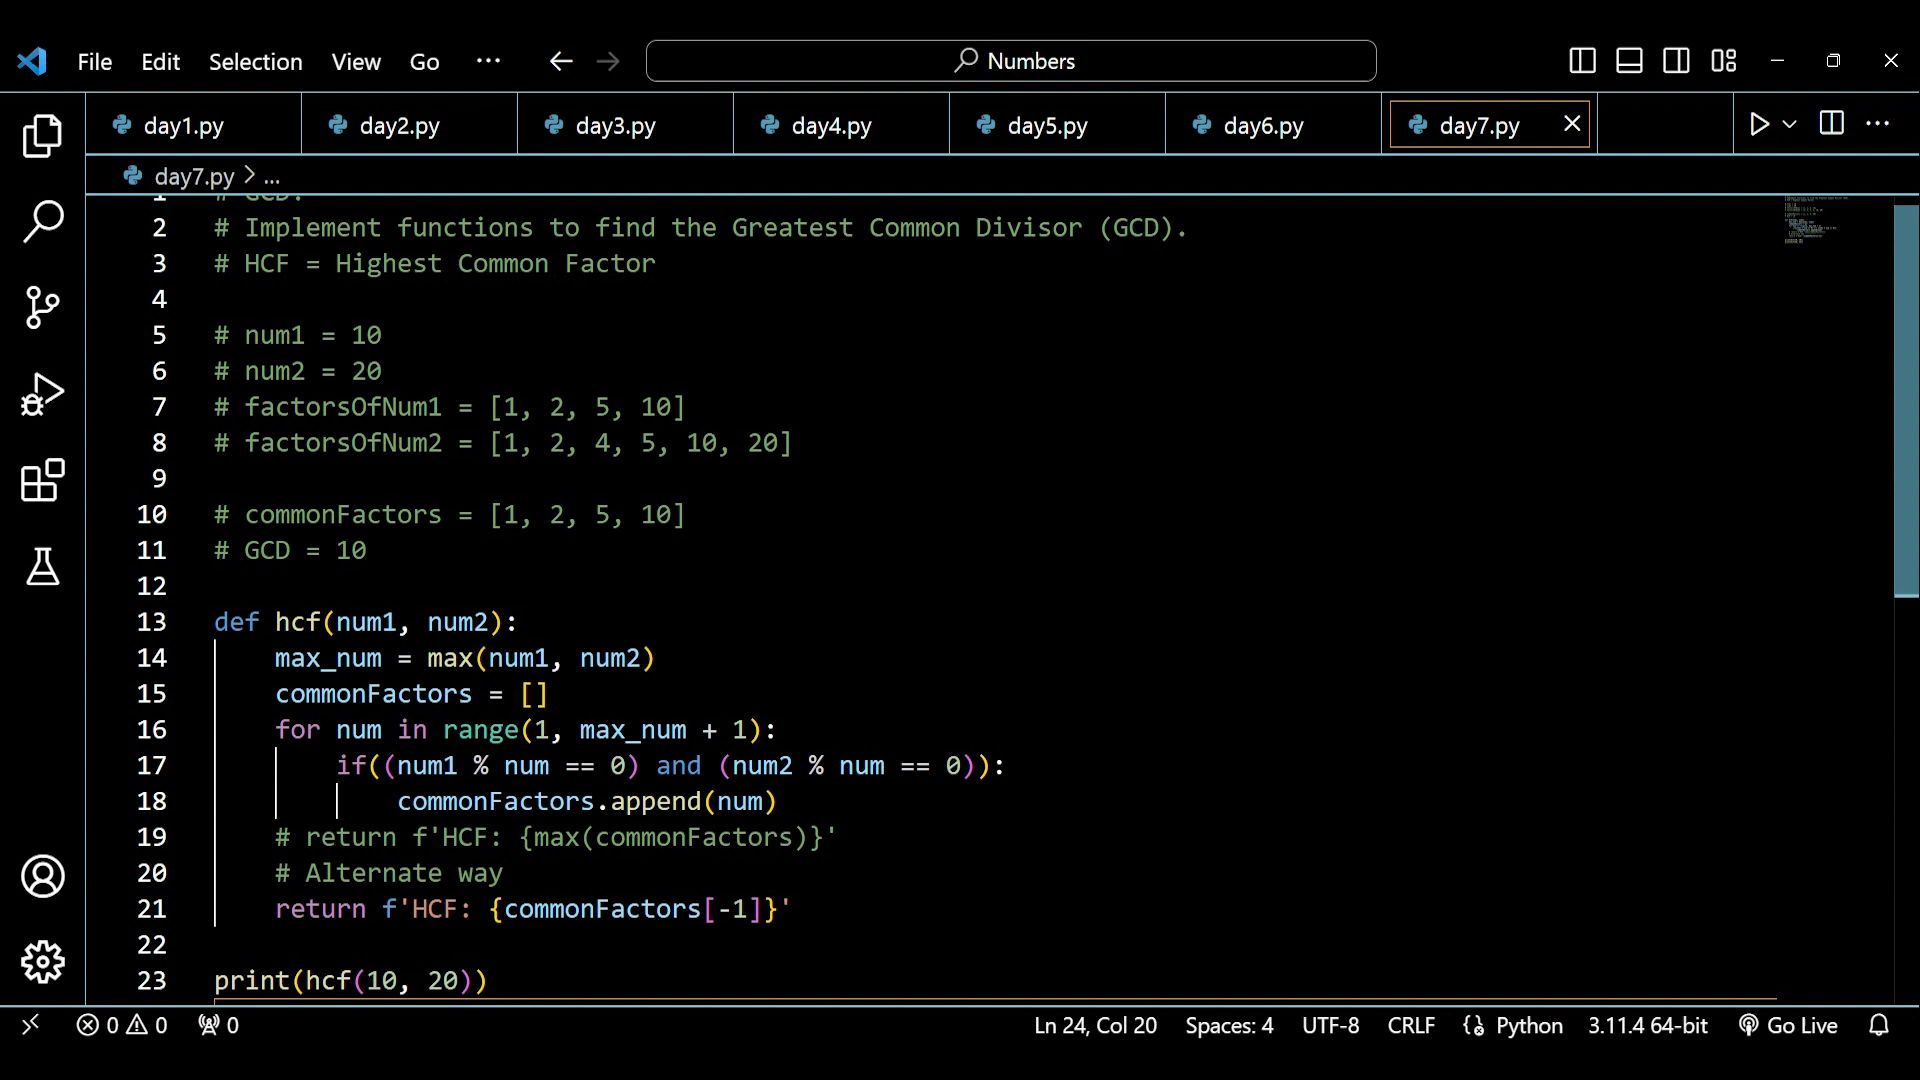 File Edit Selection View Go ··· Numbers
day1.py day2.py day3.py day4.py day5.py day6.py day7.py
day7.py > ...
1 # GCD:
2 # Implement functions to find the Greatest Common Divisor (GCD).
3 # HCF = Highest Common Factor
4
5 # num1 = 10
6 # num2 = 20
7 # factorsOfNum1 = [1, 2, 5, 10]
8 # factorsOfNum2 = [1, 2, 4, 5, 10, 20]
9
10 # commonFactors = [1, 2, 5, 10]
11 # GCD = 10
12
13 def hcf(num1, num2):
14     max_num = max(num1, num2)
15     commonFactors = []
16     for num in range(1, max_num + 1):
17         if((num1 % num == 0) and (num2 % num == 0)):
18             commonFactors.append(num)
19     # return f'HCF: {max(commonFactors)}'
20     # Alternate way
21     return f'HCF: {commonFactors[-1]}'
22
23 print(hcf(10, 20))
0 0 0 Ln 24, Col 20 Spaces: 4 UTF-8 CRLF Python 3.11.4 64-bit Go Live